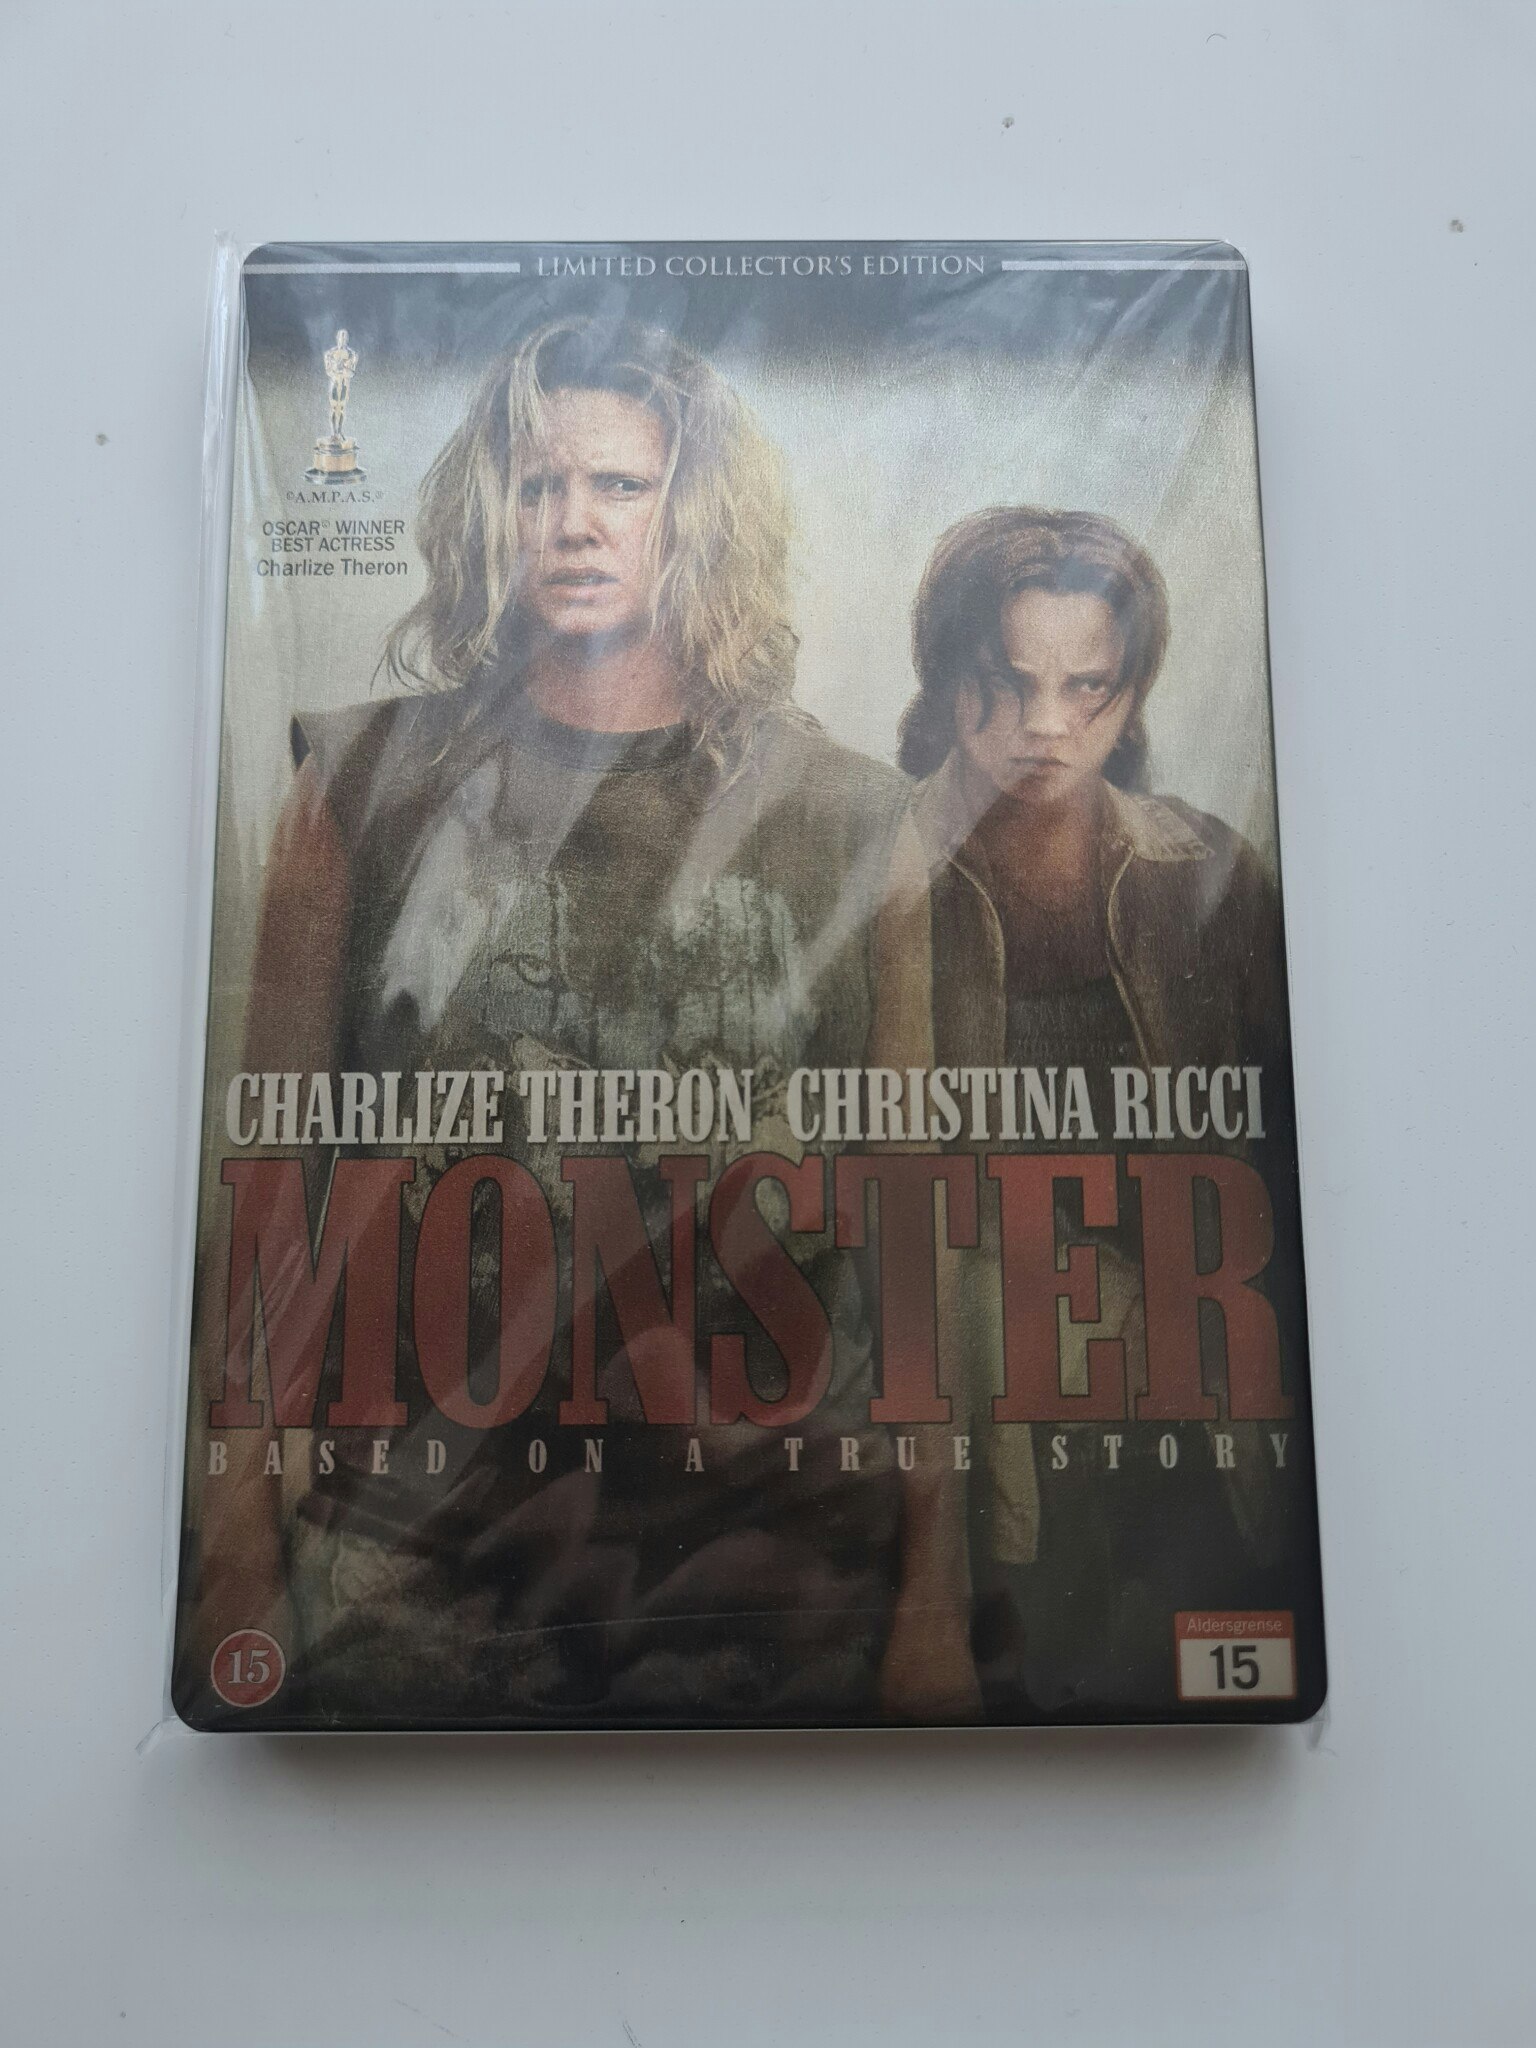 LIMITED COLLECTOR'S EDITION
©A.M.P.A.S.®
OSCAR® WINNER
BEST ACTRESS
Charlize Theron
CHARLIZE THERON CHRISTINA RICCI
MONSTER
BASED ON A TRUE STORY
15
Aldersgrense
15